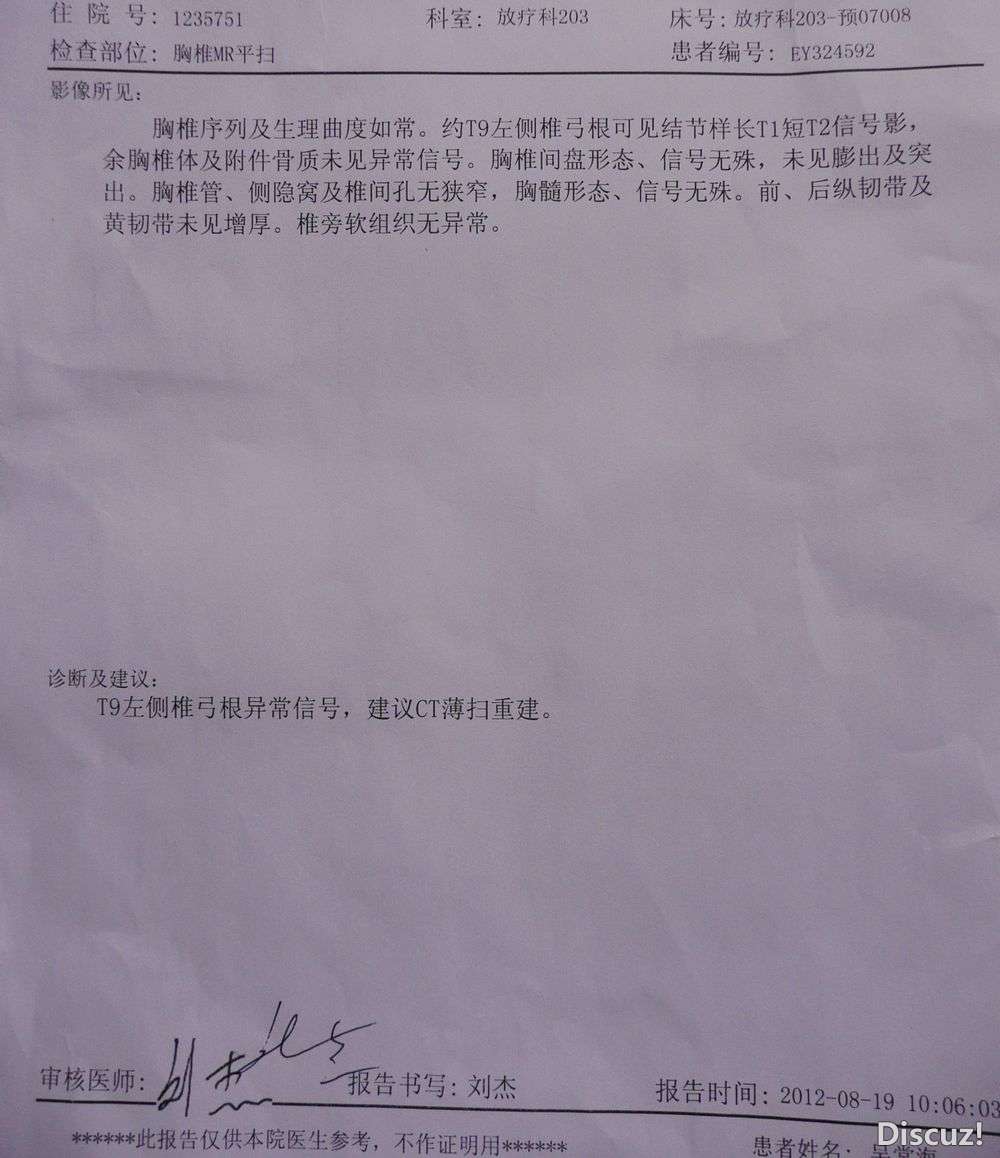 住 院 号: 1235751 科室: 放疗科203 床号: 放疗科203-预07008
检查部位: 胸椎MR平扫 患者编号: EY324592
影像所见:
胸椎序列及生理曲度如常。约T9左侧椎弓根可见结节样长T1短T2信号影,
余胸椎体及附件骨质未见异常信号。胸椎间盘形态、信号无殊,未见膨出及突
出。胸椎管、侧隐窝及椎间孔无狭窄,胸髓形态、信号无殊。前、后纵韧带及
黄韧带未见增厚。椎旁软组织无异常。
诊断及建议:
T9左侧椎弓根异常信号,建议CT薄扫重建。
审核医师: 报告书写: 刘杰 报告时间: 2012-08-19 10:06:03
******此报告仅供本院医生参考,不作证明用****** 患者姓名:
Discuz!